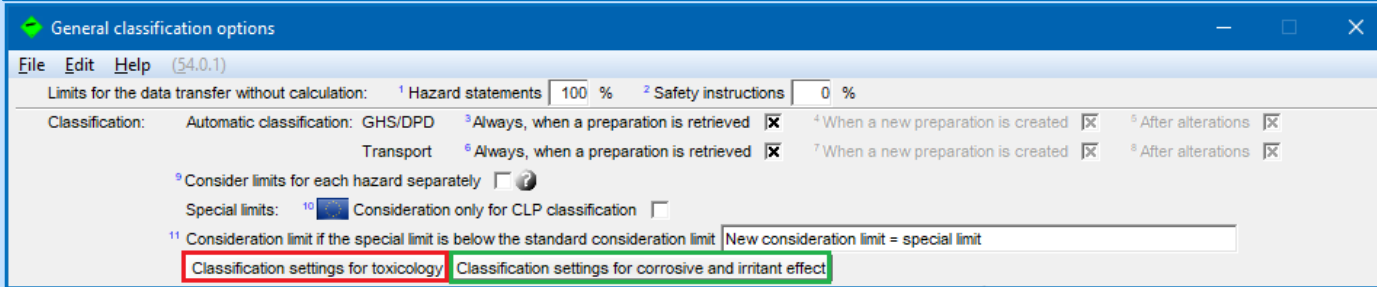 General classification options
File Edit Help (54.0.1)
Limits for the data transfer without calculation: 1 Hazard statements 100 % 2 Safety instructions 0 %
Classification: Automatic classification: GHS/DPD 3 Always, when a preparation is retrieved 4 When a new preparation is created 5 After alterations
Transport 6 Always, when a preparation is retrieved 7 When a new preparation is created 8 After alterations
9 Consider limits for each hazard separately ?
Special limits: 10 Consideration only for CLP classification
11 Consideration limit if the special limit is below the standard consideration limit New consideration limit = special limit
Classification settings for toxicology Classification settings for corrosive and irritant effect